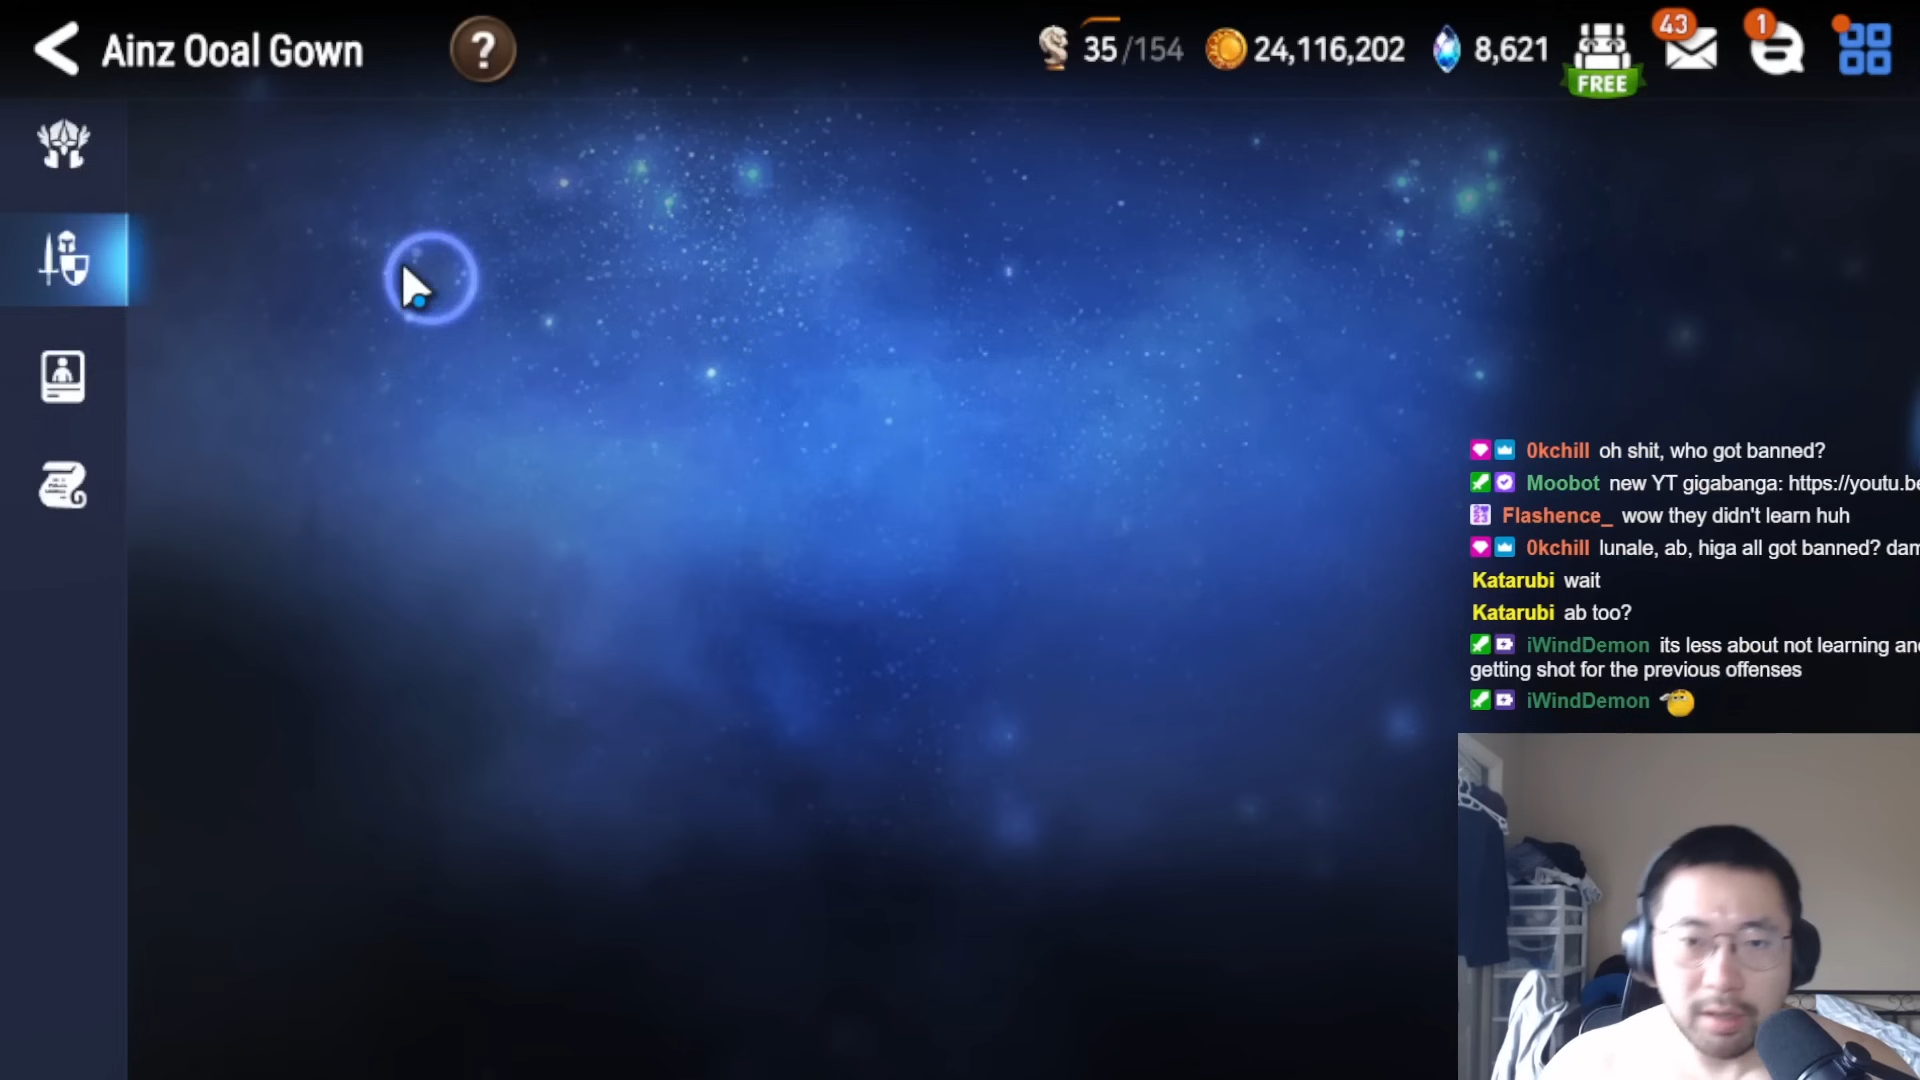 Ainz Ooal Gown
?
35/154
24,116,202
8,621
FREE
43
1
0kchill oh shit, who got banned?
Moobot new YT gigabanga: https://youtu.be
Flashence_ wow they didn't learn huh
0kchill lunale, ab, higa all got banned? dam
Katarubi wait
Katarubi ab too?
iWindDemon its less about not learning and
getting shot for the previous offenses
iWindDemon